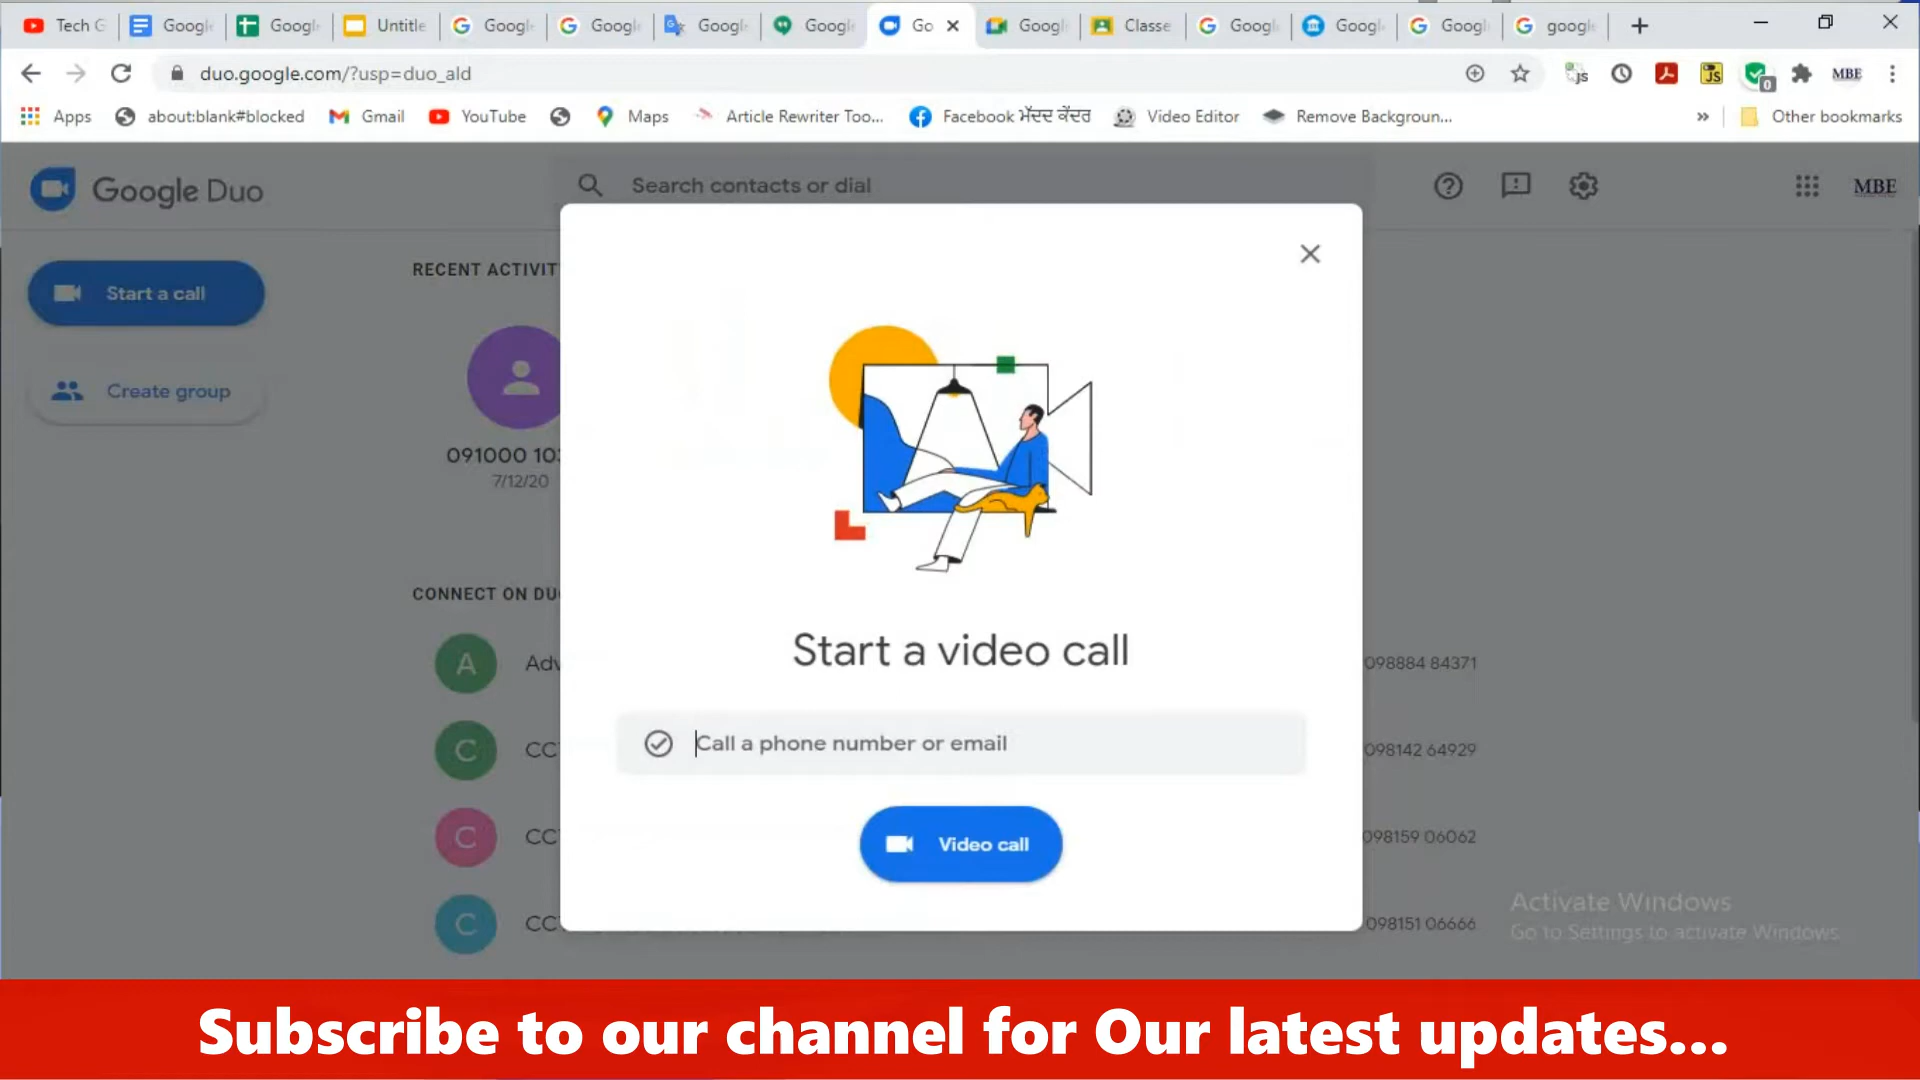 Tech G
Googl
Googl
Untitle
Googl
Googl
Googl
Googl
Go
Googl
Classe
Googl
Googl
Googl
googl
duo.google.com/?usp=duo_ald
JS
JS
0
MBE
Apps
about:blank#blocked
Gmail
YouTube
Maps
Article Rewriter Too...
Facebook ਮੱਦਦ ਕੇਂਦਰ
Video Editor
Remove Backgroun...
»
Other bookmarks
Google Duo
Search contacts or dial
MBE
Start a call
Create group
RECENT ACTIVIT
091000 10
7/12/20
CONNECT ON DU
A Adv
098884 84371
C CC
098142 64929
C CC
098159 06062
C CC
098151 06666
Start a video call
Call a phone number or email
Video call
Activate Windows
Go to Settings to activate Windows.
Subscribe to our channel for Our latest updates...